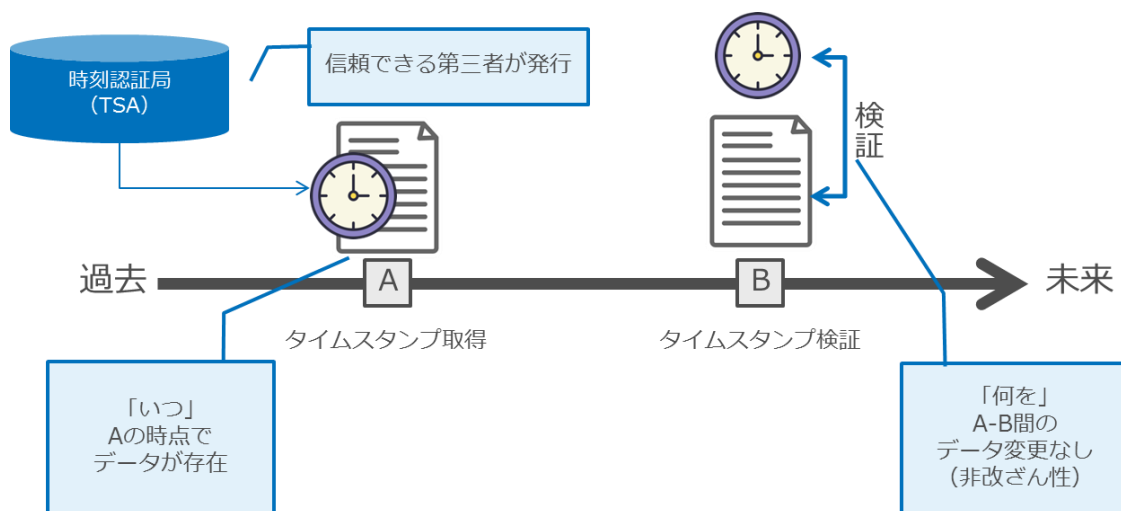 時刻認証局
（TSA）
信頼できる第三者が発行
検証
過去
A
B
未来
タイムスタンプ取得
タイムスタンプ検証
「いつ」
Aの時点で
データが存在
「何を」
A-B間の
データ変更なし
(非改ざん性)